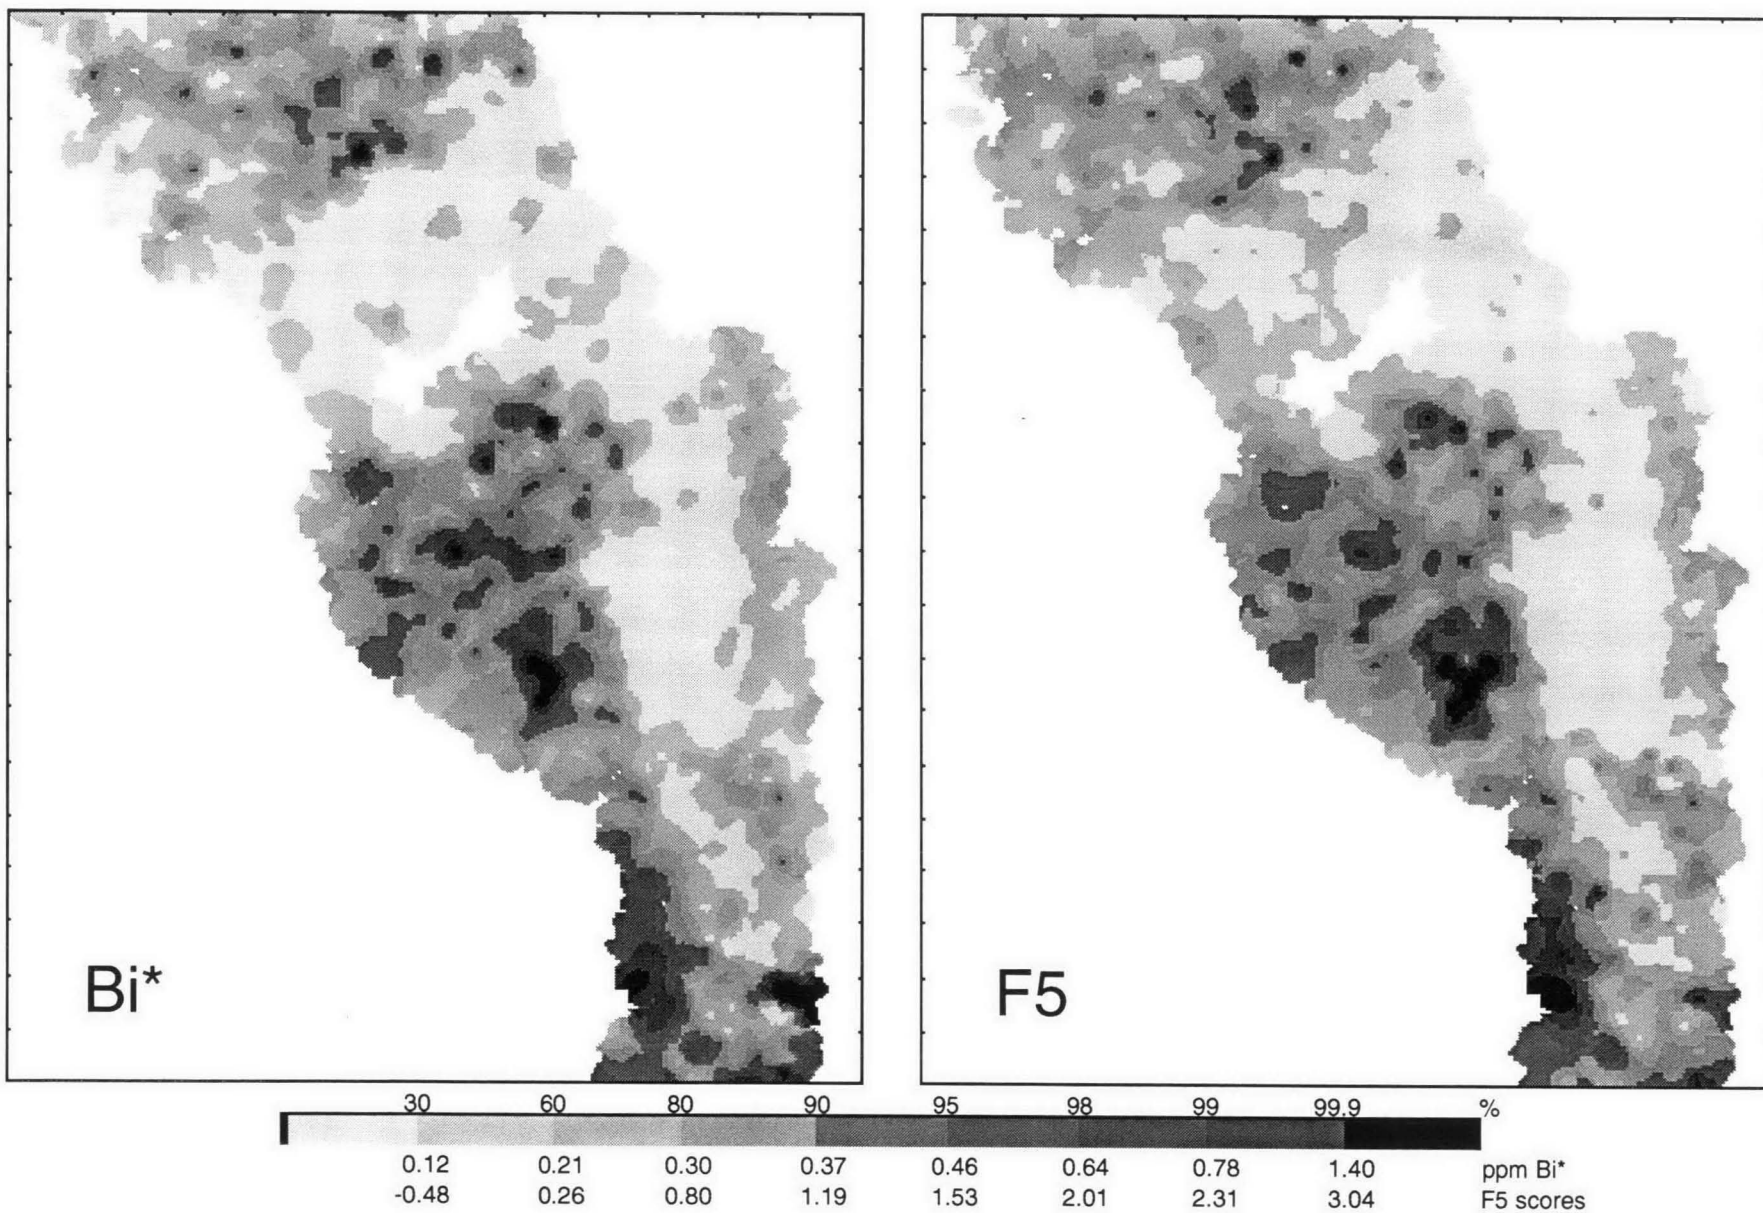 Bi*
F5
30 60 80 90 95 98 99 99.9 %
0.12 0.21 0.30 0.37 0.46 0.64 0.78 1.40 ppm Bi*
-0.48 0.26 0.80 1.19 1.53 2.01 2.31 3.04 F5 scores